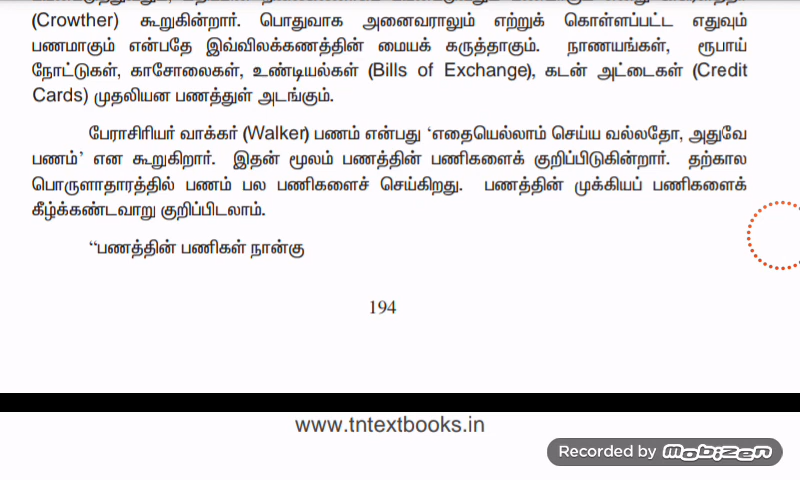 (Crowther) கூறுகின்றார். பொதுவாக அனைவராலும் எற்றுக் கொள்ளப்பட்ட எதுவும்
பணமாகும் என்பதே இவ்விலக்கணத்தின் மையக் கருத்தாகும். நாணயங்கள், ரூபாய்
நோட்டுகள், காசோலைகள், உண்டியல்கள் (Bills of Exchange), கடன் அட்டைகள் (Credit
Cards) முதலியன பணத்துள் அடங்கும்.
பேராசிரியர் வாக்கர் (Walker) பணம் என்பது ‘எதையெல்லாம் செய்ய வல்லதோ, அதுவே
பணம்’ என கூறுகிறார். இதன் மூலம் பணத்தின் பணிகளைக் குறிப்பிடுகின்றார். தற்கால
பொருளாதாரத்தில் பணம் பல பணிகளைச் செய்கிறது. பணத்தின் முக்கியப் பணிகளைக்
கீழ்க்கண்டவாறு குறிப்பிடலாம்.
“பணத்தின் பணிகள் நான்கு
194
www.tntextbooks.in
Recorded by mobizen